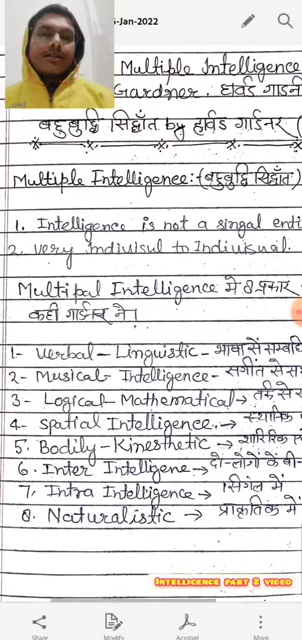 5-Jan-2022
Multiple Intelligence
Gardner. हार्वर्ड गार्डन
बहुबुद्धि सिद्धांत by हार्वर्ड गार्डनर (
Multiple Intelligence:-(बहुबुद्धि सिद्धांत)
1. Intelligence is not a singal enti
2. very indivisul to Indivisual.
Multipal Intelligence में 8 प्रकार
कही गार्डनर ने।
1- Verbal-Linguistic- भाषा से सम्बधि
2- Musical Intelligence- संगीत से सम
3- Logical-Mathematical→ तर्क से स
4- Spatial Intelligence.→ स्थानिक
5. Bodily-Kinesthetic → शारिरिक
6. Inter Intelligene→ दो-लोगों के बी
7, Intra Intelligence → सिंगल में
8. Naturalistic → प्राकृतिक में
INTELLIGENCE PART 2 VIDEO
Share Modify Acrobat More